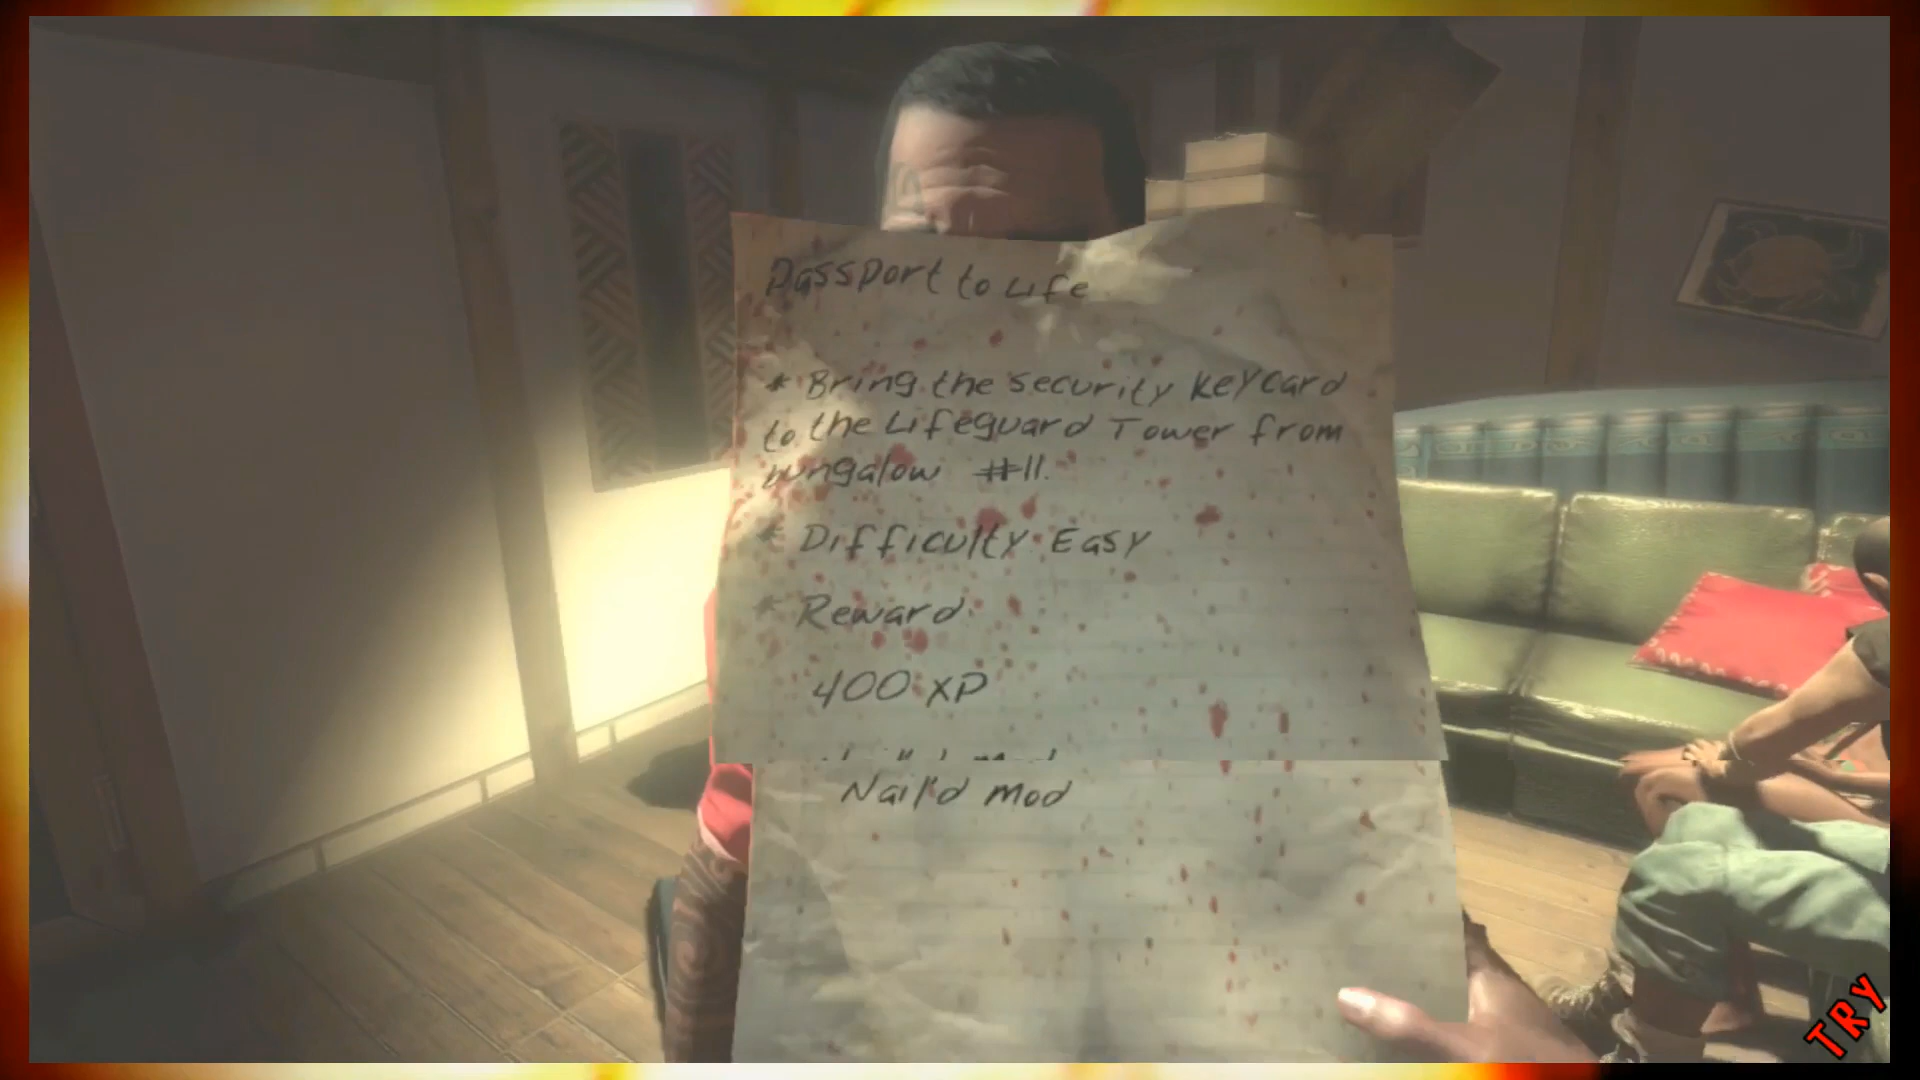 Passport to Life
* Bring the security keycard
to the Lifeguard Tower from
bungalow #11.
* Difficulty Easy
* Reward
400 XP
Nail'd Mod
TRY